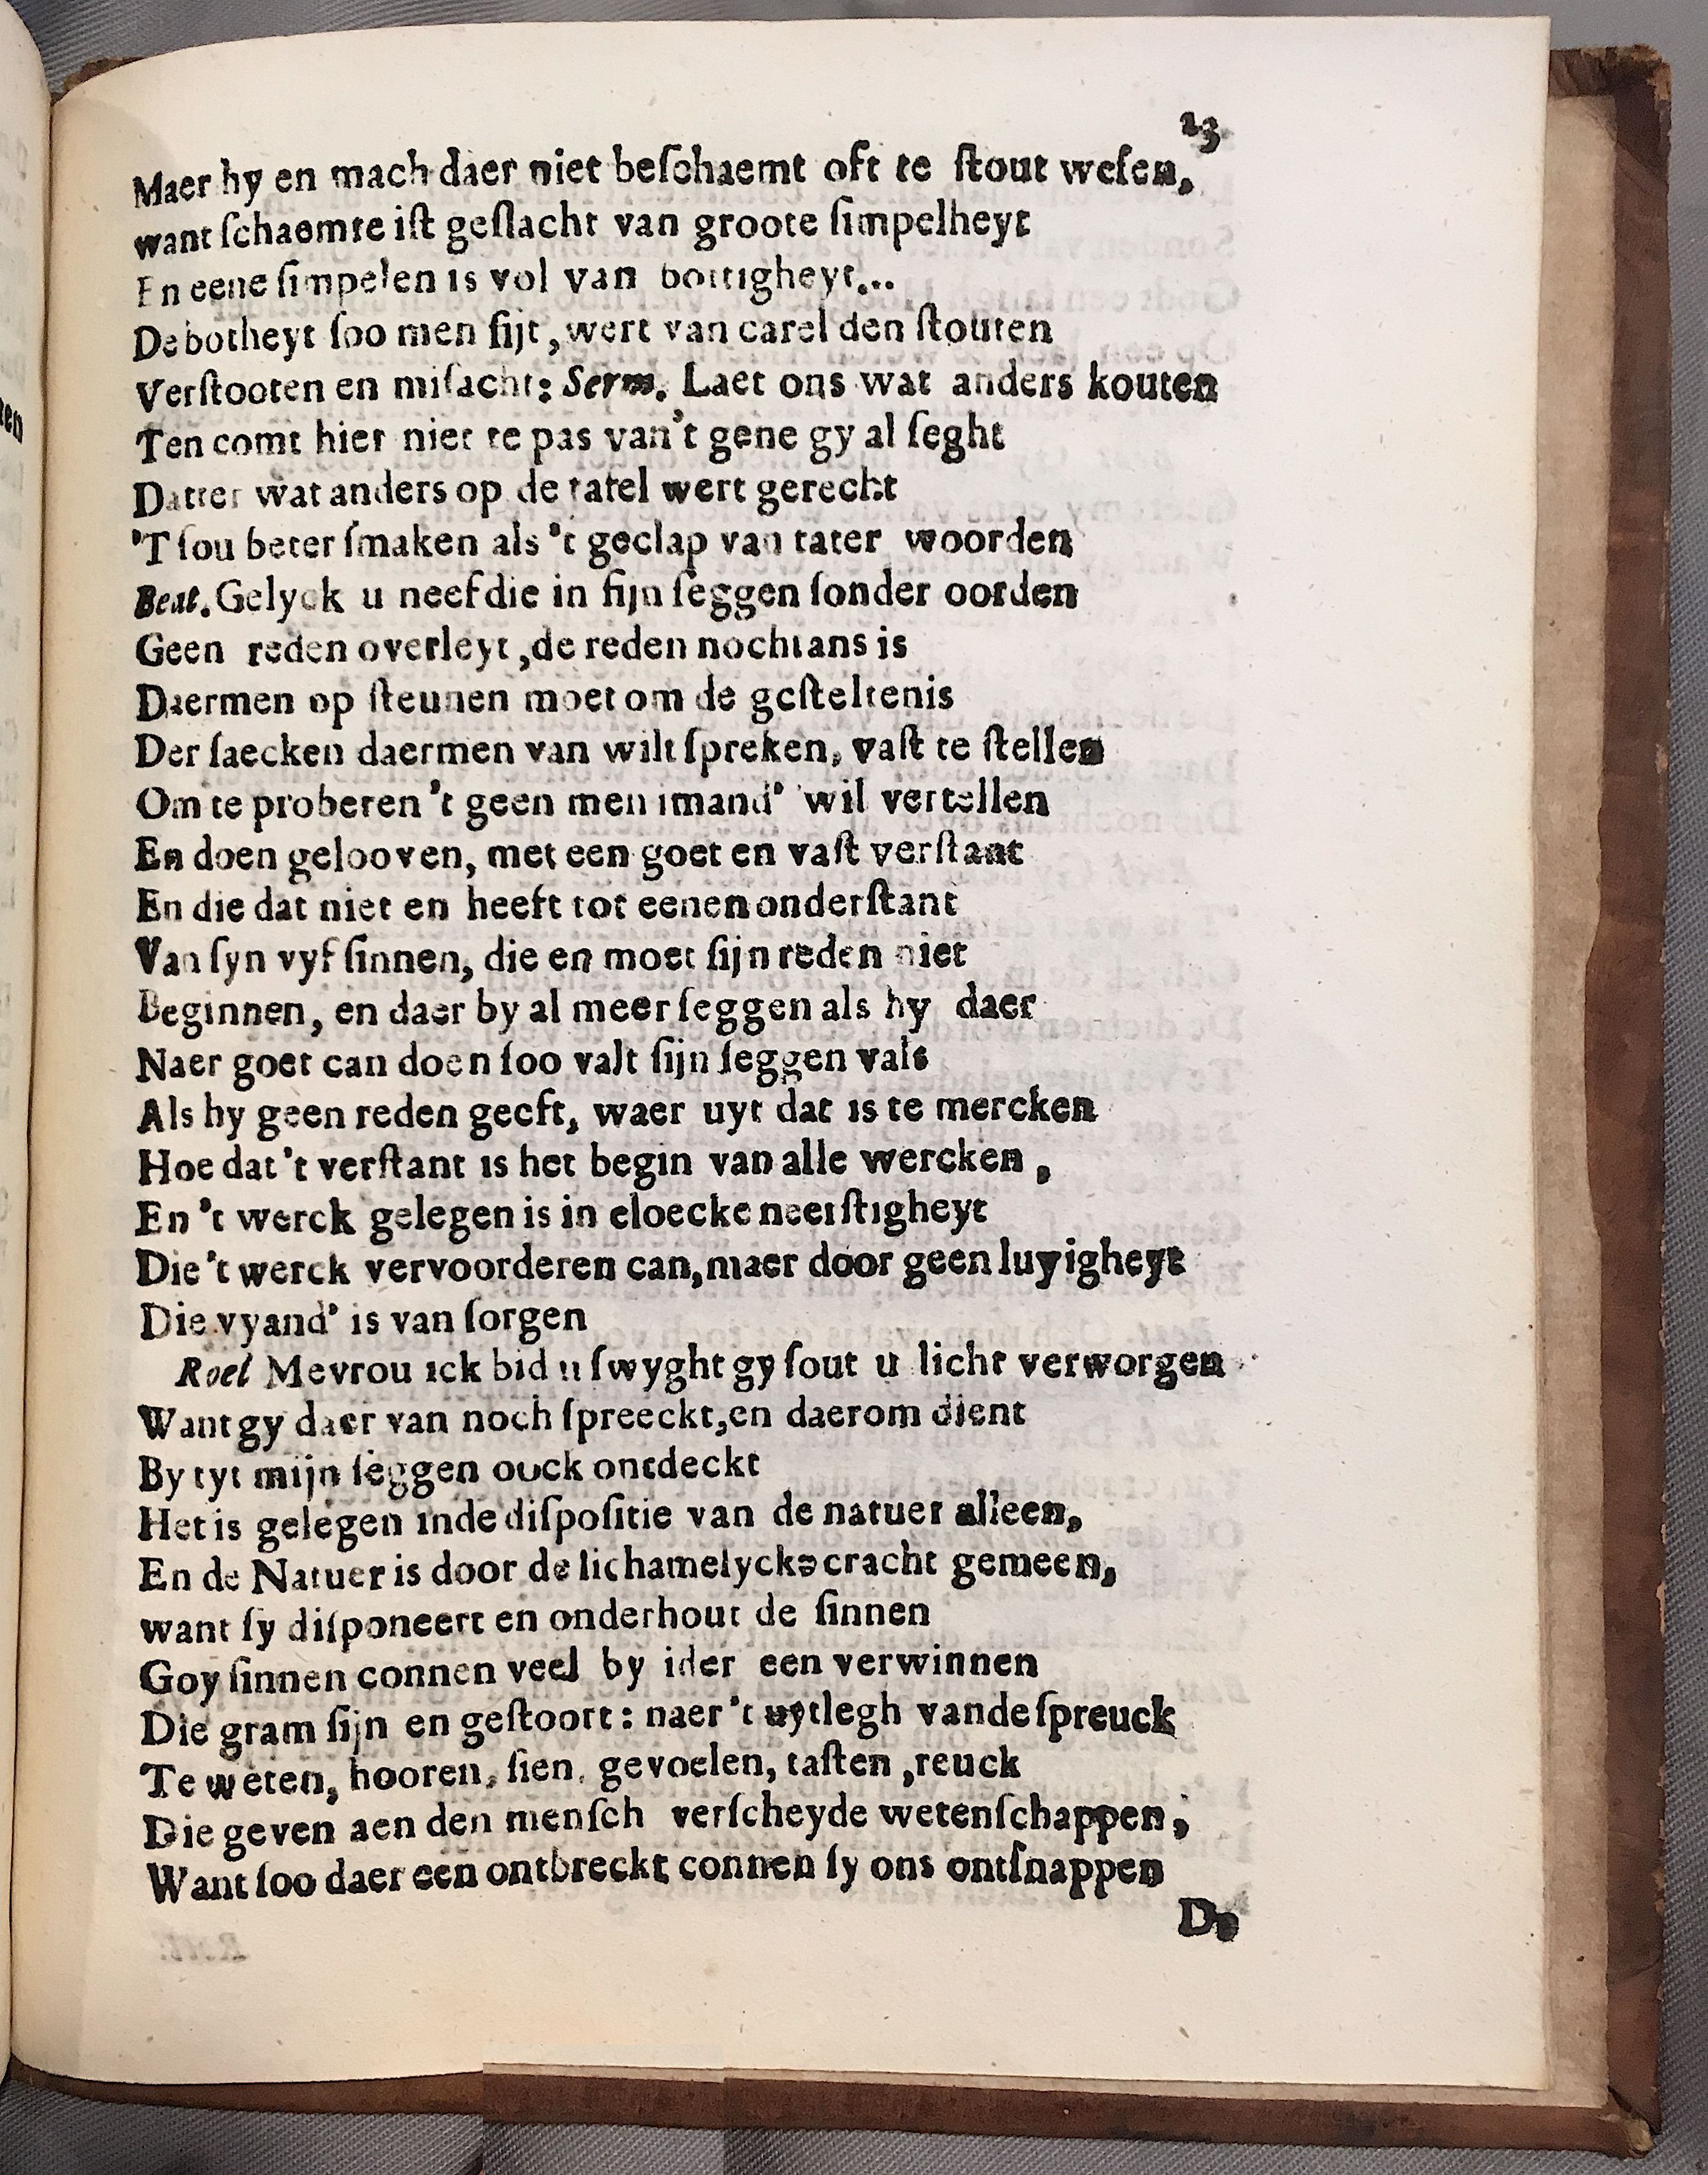 23
Maer hy en mach daer niet beſchaemt oft te ſtout weſen,
want ſchaemte iſt geſlacht van groote ſimpelheyt
En eene ſimpelen is vol van bottigheyt...
De botheyt ſoo men ſijt, wert van carel den ſtouten
Verſtooten en miſacht: Serm. Laet ons wat anders kouten
Ten comt hier niet te pas van't gene gy al ſeght
Datter wat anders op de tafel wert gerecht
'T ſou beter ſmaken als 't geclap van tater woorden
Beat. Gelyck u neef die in ſijn ſeggen ſonder oorden
Geen reden overleyt, de reden nochtans is
Daermen op ſteunen moet om de geſteltenis
Der ſaecken daermen van wilt ſpreken, vaſt te ſtellen
Om te proberen 't geen men imand' wil vertellen
En doen gelooven, met een goet en vaſt verſtant
En die dat niet en heeft tot eenen onderſtant
Van ſyn vyf ſinnen, die en moet ſijn reden niet
Beginnen, en daer by al meer ſeggen als hy daer
Naer goet can doen ſoo valt ſijn ſeggen vals
Als hy geen reden geeft, waer uyt dat is te mercken
Hoe dat 't verſtant is het begin van alle wercken,
En 't werck gelegen is in cloecke neerſtigheyt
Die 't werck vervoorderen can, maer door geen luyigheyt
Die vyand' is van ſorgen
Roel Mevrou ick bid u ſwyght gy ſout u licht verworgen
Want gy daer van noch ſpreeckt, en daerom dient
By tyt mijn ſeggen oock ontdeckt
Het is gelegen inde diſpoſitie van de natuer alleen,
En de Natuer is door de lichamelycke cracht gemeen,
want ſy diſponeert en onderhout de ſinnen
Goy ſinnen connen veel by ider een verwinnen
Die gram ſijn en geſtoort: naer 't uytlegh vande ſpreuck
Te weten, hooren, ſien, gevoelen, taſten, reuck
Die geven aen den menſch verſcheyde wetenſchappen,
Want ſoo daer een ontbreckt connen ſy ons ontſnappen
De